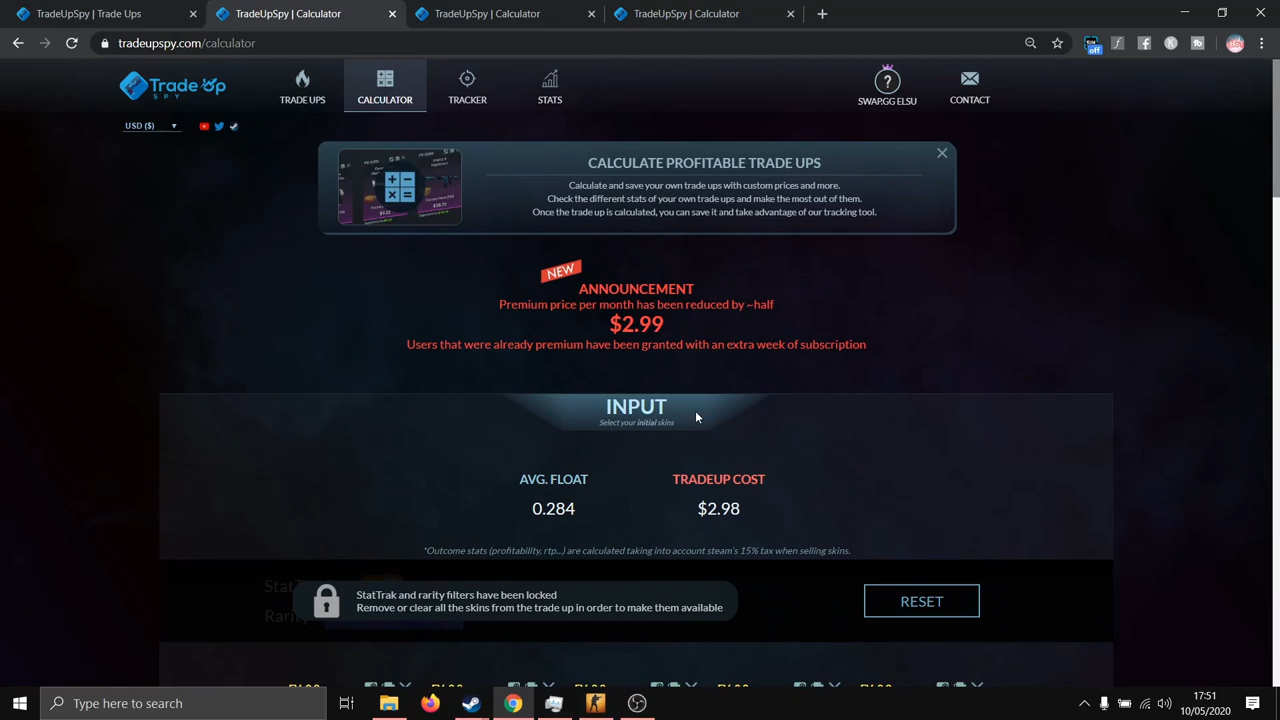 TradeUpSpy | Trade Ups
TradeUpSpy | Calculator
TradeUpSpy | Calculator
TradeUpSpy | Calculator
tradeupspy.com/calculator
off
Trade Up
SPY
TRADE UPS
CALCULATOR
TRACKER
STATS
SWAP.GG ELSU
CONTACT
USD ($)
CALCULATE PROFITABLE TRADE UPS
Calculate and save your own trade ups with custom prices and more.
Check the different stats of your own trade ups and make the most out of them.
Once the trade up is calculated, you can save it and take advantage of our tracking tool.
NEW
ANNOUNCEMENT
Premium price per month has been reduced by ~half
$2.99
Users that were already premium have been granted with an extra week of subscription
INPUT
Select your initial skins
AVG. FLOAT
TRADEUP COST
0.284
$2.98
*Outcome stats (profitability, rtp...) are calculated taking into account steam's 15% tax when selling skins.
StatTrak and rarity filters have been locked
Remove or clear all the skins from the trade up in order to make them available
RESET
Type here to search
17:51
10/05/2020